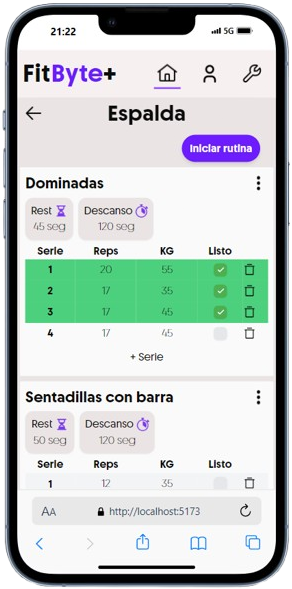 21:22 5G
FitByte+
Espalda
Iniciar rutina
Dominadas
Rest Descanso
45 seg 120 seg
Serie Reps KG Listo
1 20 55
2 17 35
3 17 45
4 17 45
+ Serie
Sentadillas con barra
Rest Descanso
50 seg 120 seg
Serie Reps KG Listo
1 12 35
AA http://localhost:5173